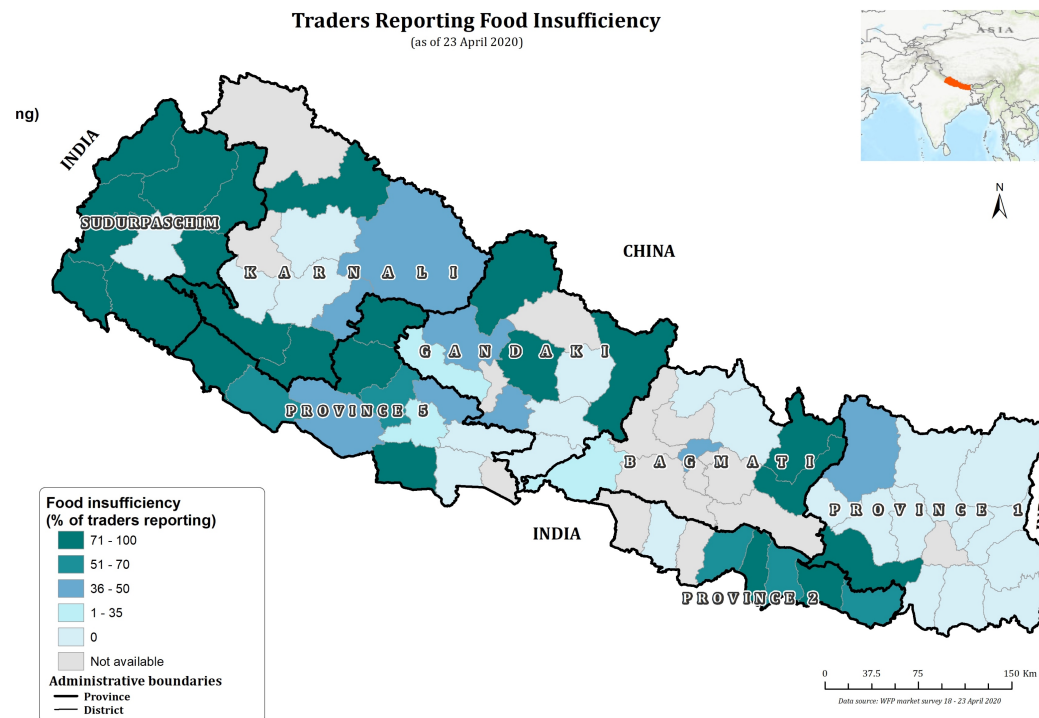 Traders Reporting Food Insufficiency
(as of 23 April 2020)
ASIA
ng)
INDIA
N
SUDURPASCHIM
CHINA
KARNALI
GANDAKI
PROVINCE 5
BAGMATI
PROVINCE 1
INDIA
PROVINCE 2
Food insufficiency
(% of traders reporting)
71 - 100
51 - 70
36 - 50
1 - 35
0
Not available
Administrative boundaries
Province
District
0 37.5 75 150 Km
Data source: WFP market survey 18 - 23 April 2020